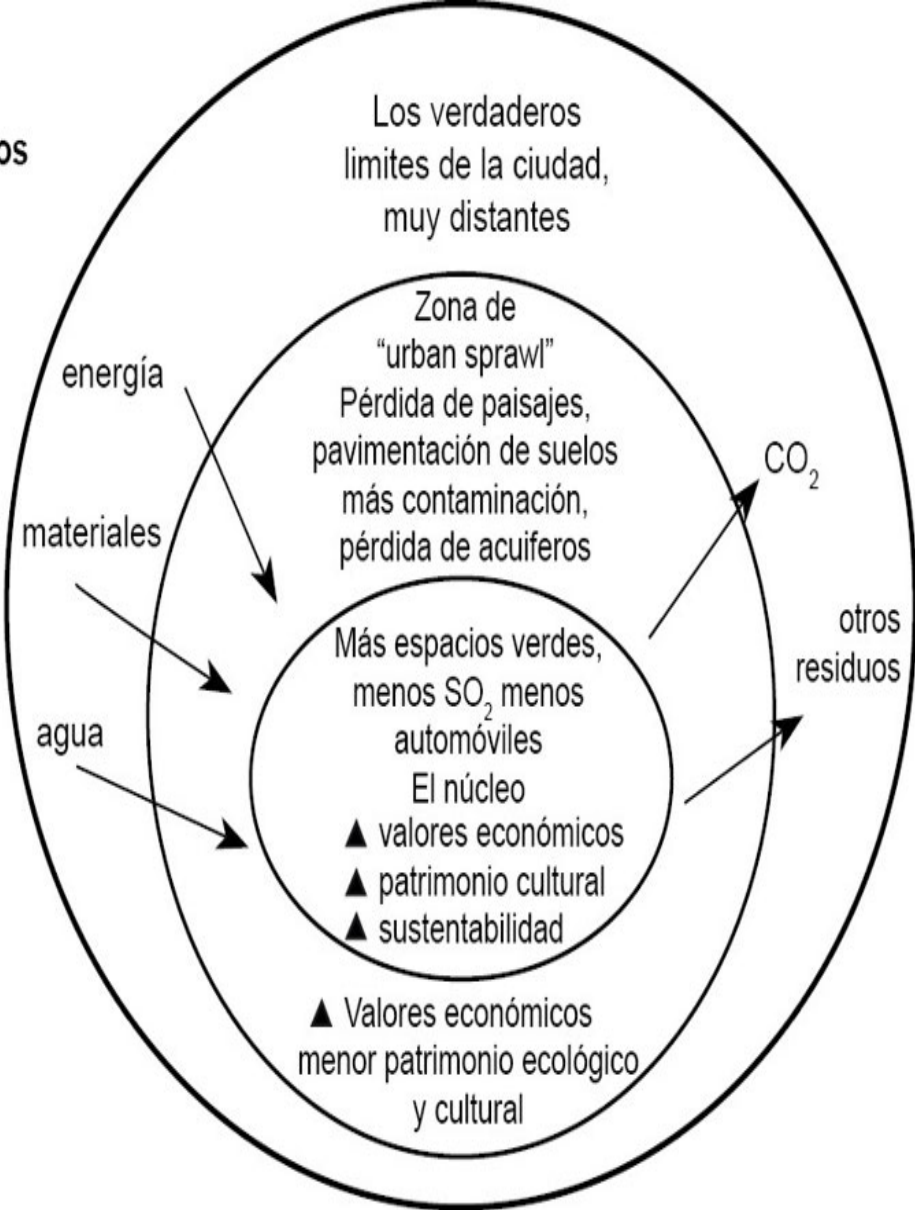 Los verdaderos
limites de la ciudad,
muy distantes
Zona de
“urban sprawl”
Pérdida de paisajes,
pavimentación de suelos
más contaminación,
pérdida de acuiferos
energía
materiales
agua
CO₂
otros
residuos
Más espacios verdes,
menos SO₂ menos
automóviles
El núcleo
▲ valores económicos
▲ patrimonio cultural
▲ sustentabilidad
▲ Valores económicos
menor patrimonio ecológico
y cultural